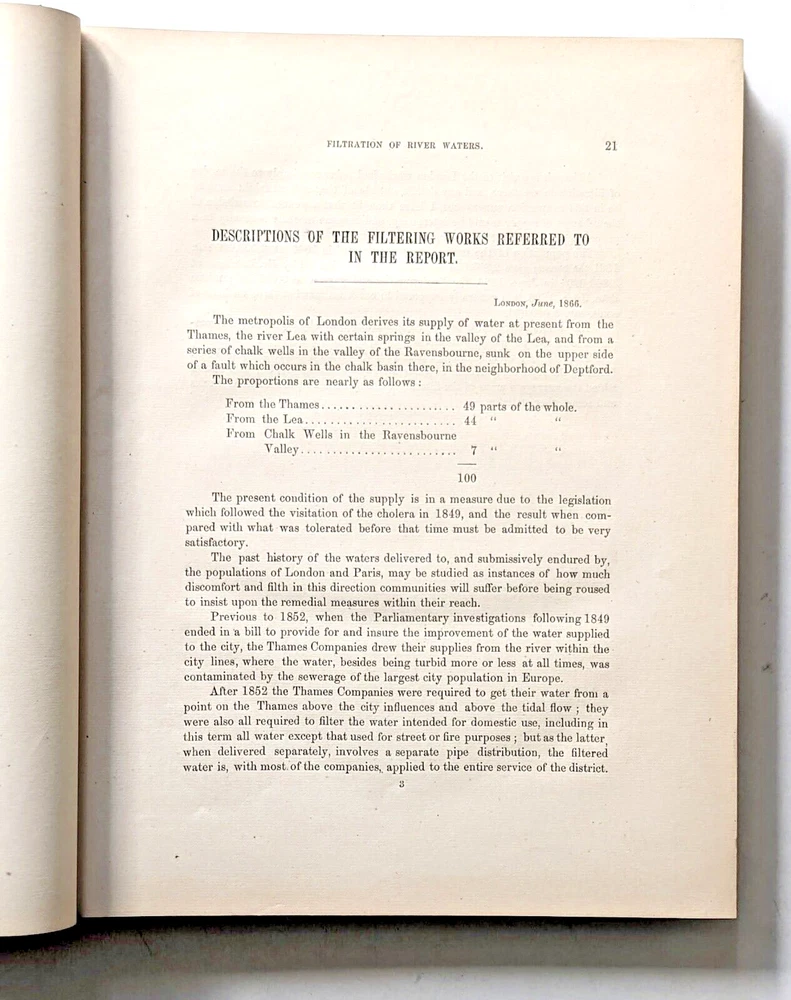 FILTRATION OF RIVER WATERS. 21
DESCRIPTIONS OF THE FILTERING WORKS REFERRED TO
IN THE REPORT.
LONDON, June, 1866.
The metropolis of London derives its supply of water at present from the
Thames, the river Lea with certain springs in the valley of the Lea, and from a
series of chalk wells in the valley of the Ravensbourne, sunk on the upper side
of a fault which occurs in the chalk basin there, in the neighborhood of Deptford.
The proportions are nearly as follows :
From the Thames...................... 49 parts of the whole.
From the Lea........................ 44 " "
From Chalk Wells in the Ravensbourne
Valley......................... 7 " "
100
The present condition of the supply is in a measure due to the legislation
which followed the visitation of the cholera in 1849, and the result when com-
pared with what was tolerated before that time must be admitted to be very
satisfactory.
The past history of the waters delivered to, and submissively endured by,
the populations of London and Paris, may be studied as instances of how much
discomfort and filth in this direction communities will suffer before being roused
to insist upon the remedial measures within their reach.
Previous to 1852, when the Parliamentary investigations following 1849
ended in a bill to provide for and insure the improvement of the water supplied
to the city, the Thames Companies drew their supplies from the river within the
city lines, where the water, besides being turbid more or less at all times, was
contaminated by the sewerage of the largest city population in Europe.
After 1852 the Thames Companies were required to get their water from a
point on the Thames above the city influences and above the tidal flow ; they
were also all required to filter the water intended for domestic use, including in
this term all water except that used for street or fire purposes ; but as the latter,
when delivered separately, involves a separate pipe distribution, the filtered
water is, with most of the companies, applied to the entire service of the district.
3